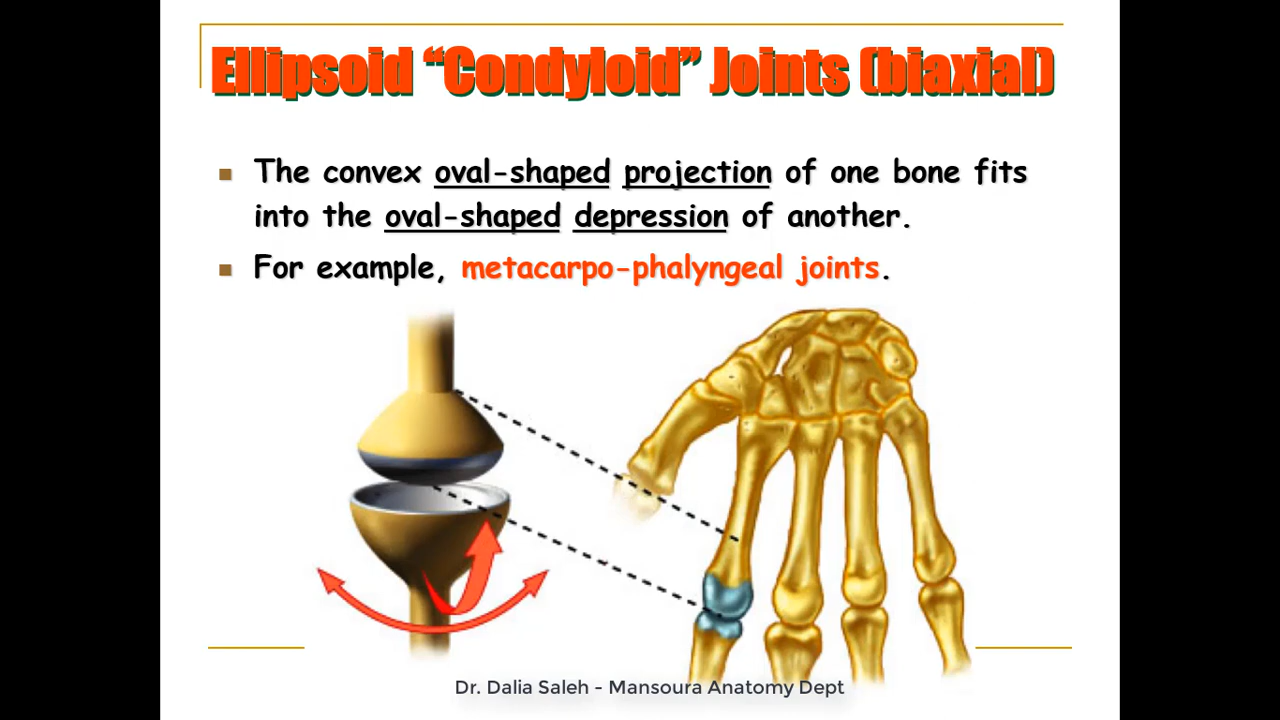 Ellipsoid “Condyloid” Joints (biaxial)
The convex oval-shaped projection of one bone fits
into the oval-shaped depression of another.
For example, metacarpo-phalyngeal joints.
Dr. Dalia Saleh - Mansoura Anatomy Dept